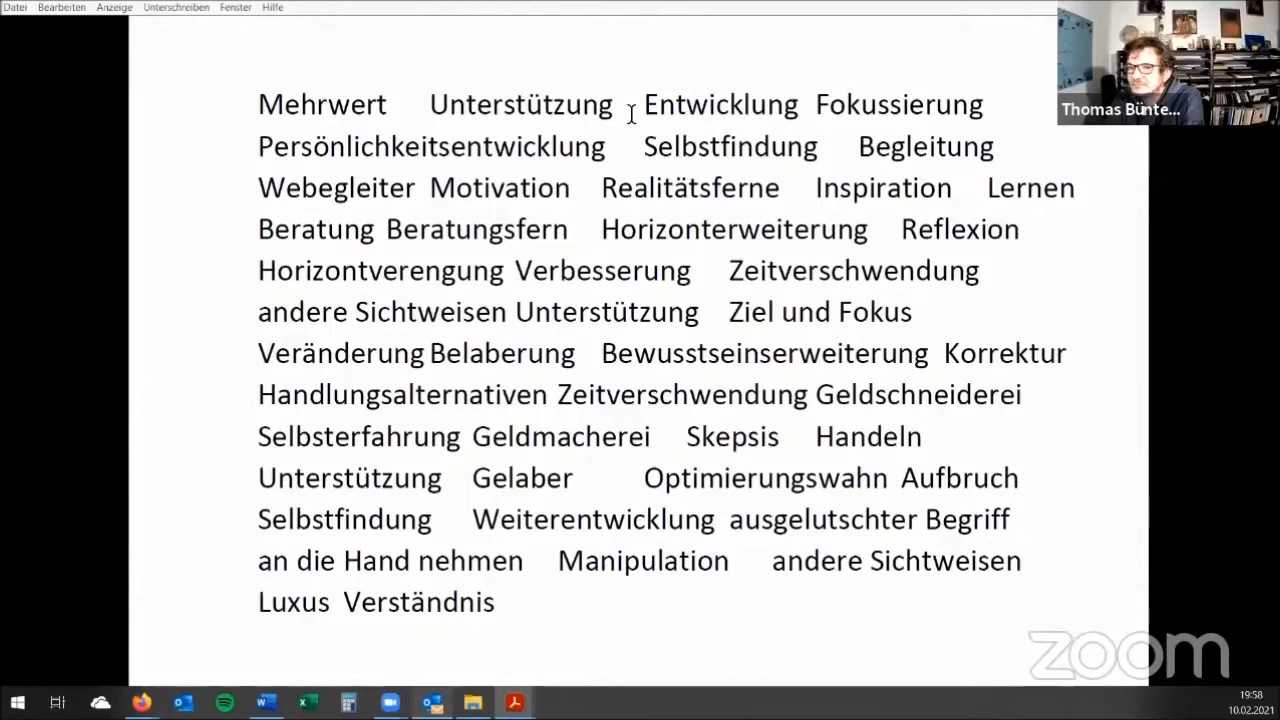 Datei Bearbeiten Anzeige Unterschreiben Fenster Hilfe
Mehrwert Unterstützung Entwicklung Fokussierung
Persönlichkeitsentwicklung Selbstfindung Begleitung
Webegleiter Motivation Realitätsferne Inspiration Lernen
Beratung Beratungsfern Horizonterweiterung Reflexion
Horizontverengung Verbesserung Zeitverschwendung
andere Sichtweisen Unterstützung Ziel und Fokus
Veränderung Belaberung Bewusstseinserweiterung Korrektur
Handlungsalternativen Zeitverschwendung Geldschneiderei
Selbsterfahrung Geldmacherei Skepsis Handeln
Unterstützung Gelaber Optimierungswahn Aufbruch
Selbstfindung Weiterentwicklung ausgelutschter Begriff
an die Hand nehmen Manipulation andere Sichtweisen
Luxus Verständnis
Thomas Bünte...
zoom
19:58
10.02.2021